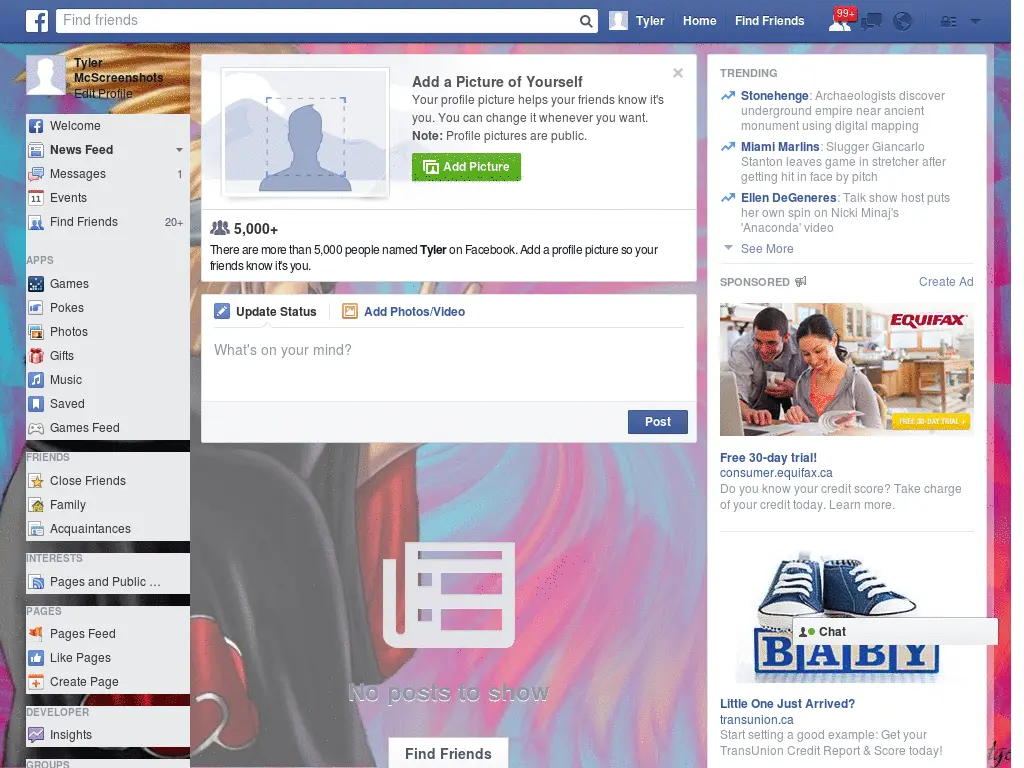 Find friends
Tyler Home Find Friends 99+
Tyler
McScreenshots
Edit Profile
Welcome
News Feed
Messages 1
11 Events
Find Friends 20+
APPS
Games
Pokes
Photos
Gifts
Music
Saved
Games Feed
FRIENDS
Close Friends
Family
Acquaintances
INTERESTS
Pages and Public ...
PAGES
Pages Feed
Like Pages
Create Page
DEVELOPER
Insights
GROUPS
Add a Picture of Yourself
Your profile picture helps your friends know it's
you. You can change it whenever you want.
Note: Profile pictures are public.
Add Picture
5,000+
There are more than 5,000 people named Tyler on Facebook. Add a profile picture so your
friends know it's you.
Update Status Add Photos/Video
What's on your mind?
Post
No posts to show
Find Friends
TRENDING
Stonehenge: Archaeologists discover
underground empire near ancient
monument using digital mapping
Miami Marlins: Slugger Giancarlo
Stanton leaves game in stretcher after
getting hit in face by pitch
Ellen DeGeneres: Talk show host puts
her own spin on Nicki Minaj's
'Anaconda' video
See More
SPONSORED Create Ad
EQUIFAX
FREE 30-DAY TRIAL
Free 30-day trial!
consumer.equifax.ca
Do you know your credit score? Take charge
of your credit today. Learn more.
Chat
BABY
Little One Just Arrived?
transunion.ca
Start setting a good example: Get your
TransUnion Credit Report & Score today!